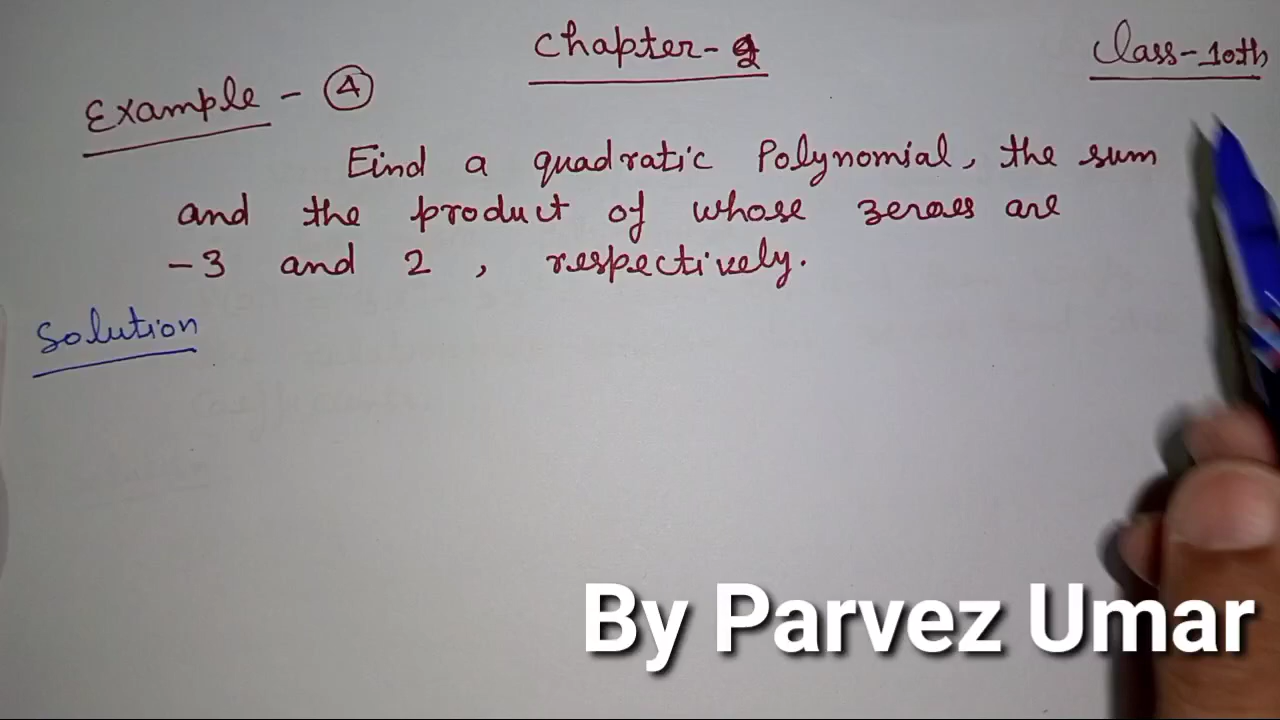 Chapter-2
Class-10th
Example - 4
Find a quadratic Polynomial, the sum
and the product of whose zeroes are
-3 and 2 , respectively.
Solution
By Parvez Umar